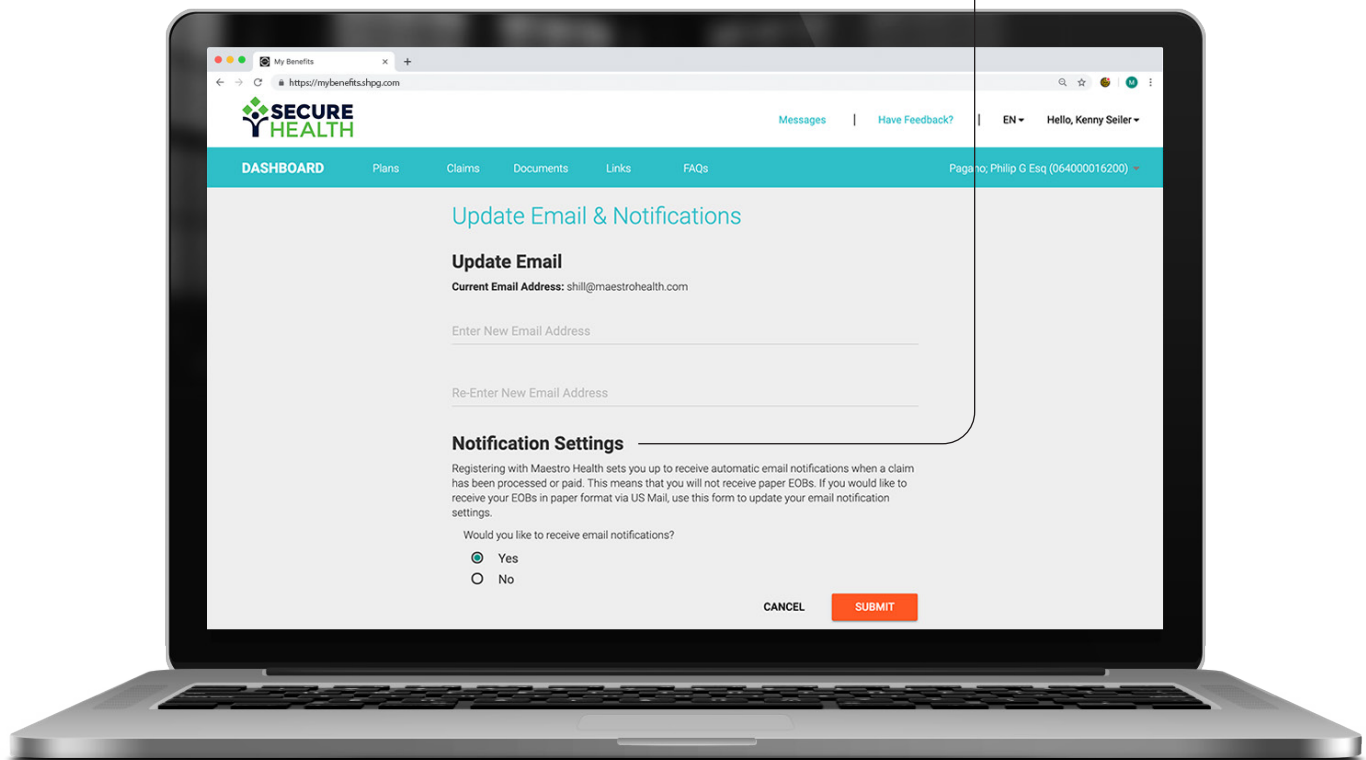 My Benefits
https://mybenefits.shpg.com
M
SECURE
HEALTH
Messages | Have Feedback? | EN Hello, Kenny Seiler
DASHBOARD Plans Claims Documents Links FAQs Pagano; Philip G Esq (064000016200)
Update Email & Notifications
Update Email
Current Email Address: shill@maestrohealth.com
Enter New Email Address
Re-Enter New Email Address
Notification Settings
Registering with Maestro Health sets you up to receive automatic email notifications when a claim
has been processed or paid. This means that you will not receive paper EOBs. If you would like to
receive your EOBs in paper format via US Mail, use this form to update your email notification
settings.
Would you like to receive email notifications?
Yes
No
CANCEL SUBMIT